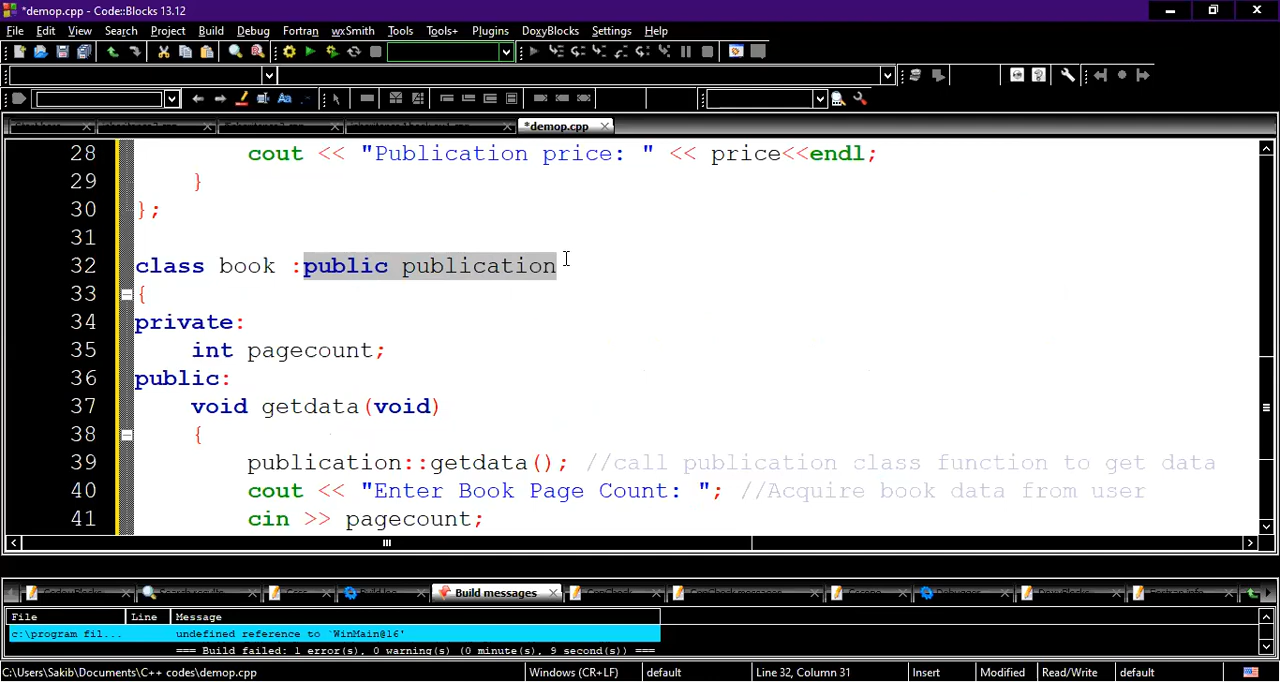 *demop.cpp - Code::Blocks 13.12
File Edit View Search Project Build Debug Fortran wxSmith Tools Tools+ Plugins DoxyBlocks Settings Help
*demop.cpp
28 cout << "Publication price: " << price<<endl;
29 }
30 };
31
32 class book :public publication
33 {
34 private:
35 int pagecount;
36 public:
37 void getdata(void)
38 {
39 publication::getdata(); //call publication class function to get data
40 cout << "Enter Book Page Count: "; //Acquire book data from user
41 cin >> pagecount;
Build messages
File Line Message
c:\program fil... undefined reference to `WinMain@16'
=== Build failed: 1 error(s), 0 warning(s) (0 minute(s), 9 second(s)) ===
C:\Users\Sakib\Documents\C++ codes\demop.cpp Windows (CR+LF) default Line 32, Column 31 Insert Modified Read/Write default